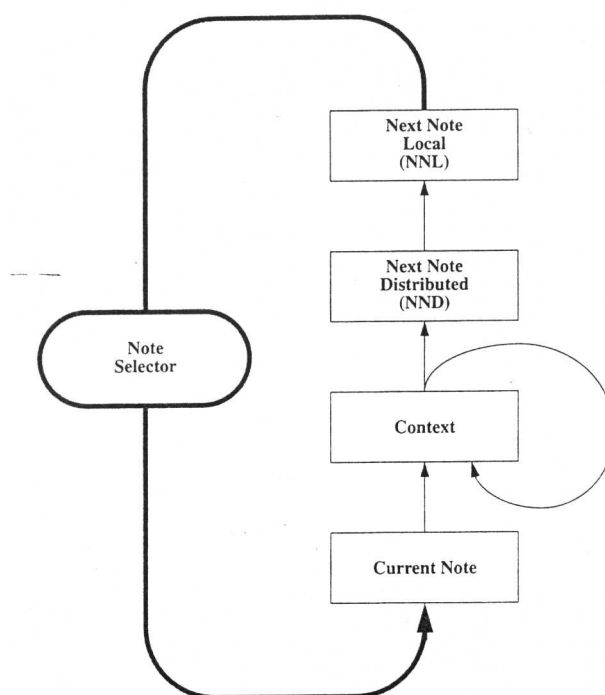 Next Note
Local
(NNL)
Next Note
Distributed
(NND)
Note
Selector
Context
Current Note